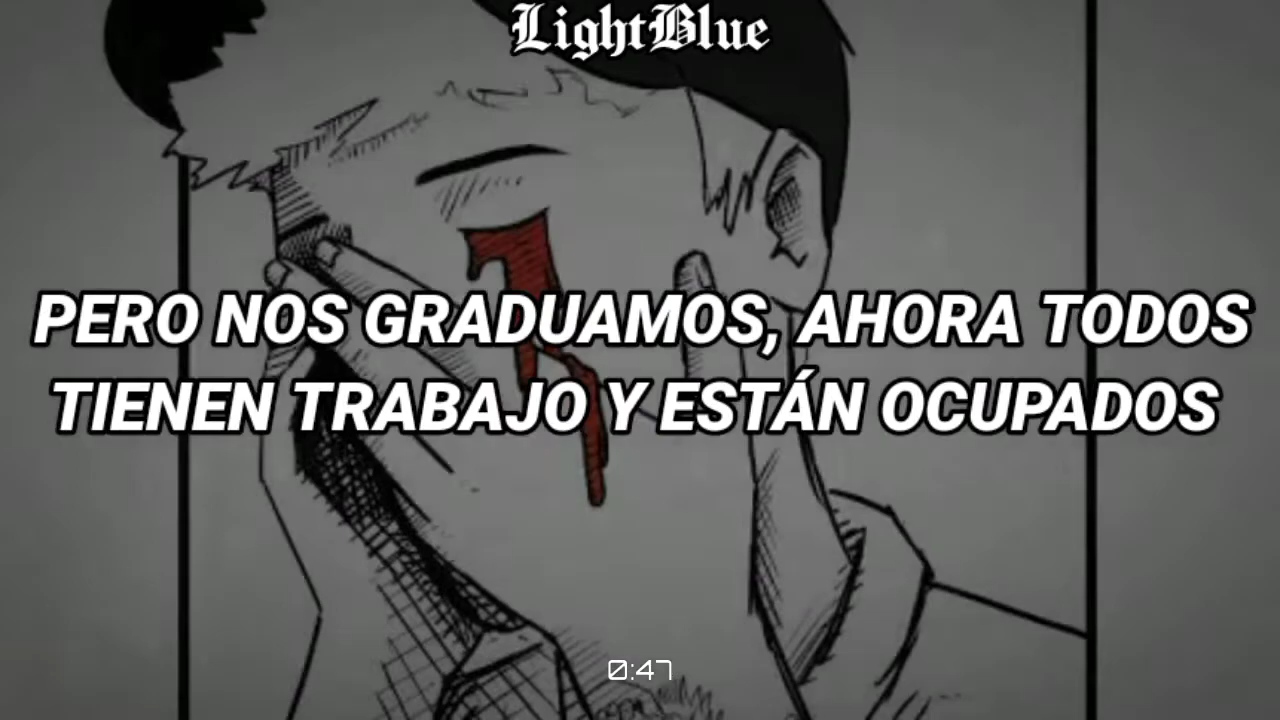 LightBlue
PERO NOS GRADUAMOS, AHORA TODOS
TIENEN TRABAJO Y ESTÁN OCUPADOS
0:47